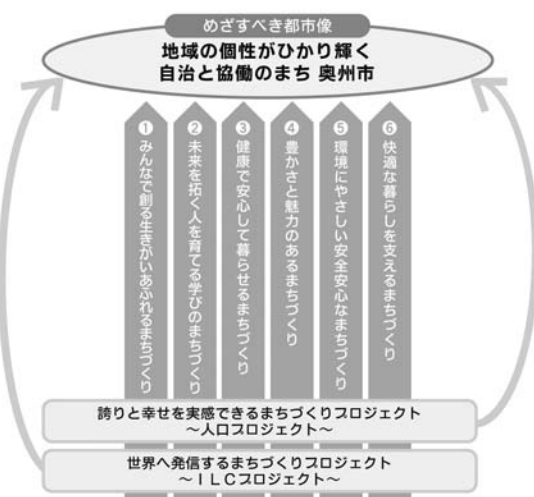 めざすべき都市像
地域の個性がひかり輝く
自治と協働のまち 奥州市
❶みんなで創る生きがいあふれるまちづくり
❷未来を拓く人を育てる学びのまちづくり
❸健康で安心して暮らせるまちづくり
❹豊かさと魅力のあるまちづくり
❺環境にやさしい安全安心なまちづくり
❻快適な暮らしを支えるまちづくり
誇りと幸せを実感できるまちづくりプロジェクト
～人口プロジェクト～
世界へ発信するまちづくりプロジェクト
～ＩＬＣプロジェクト～